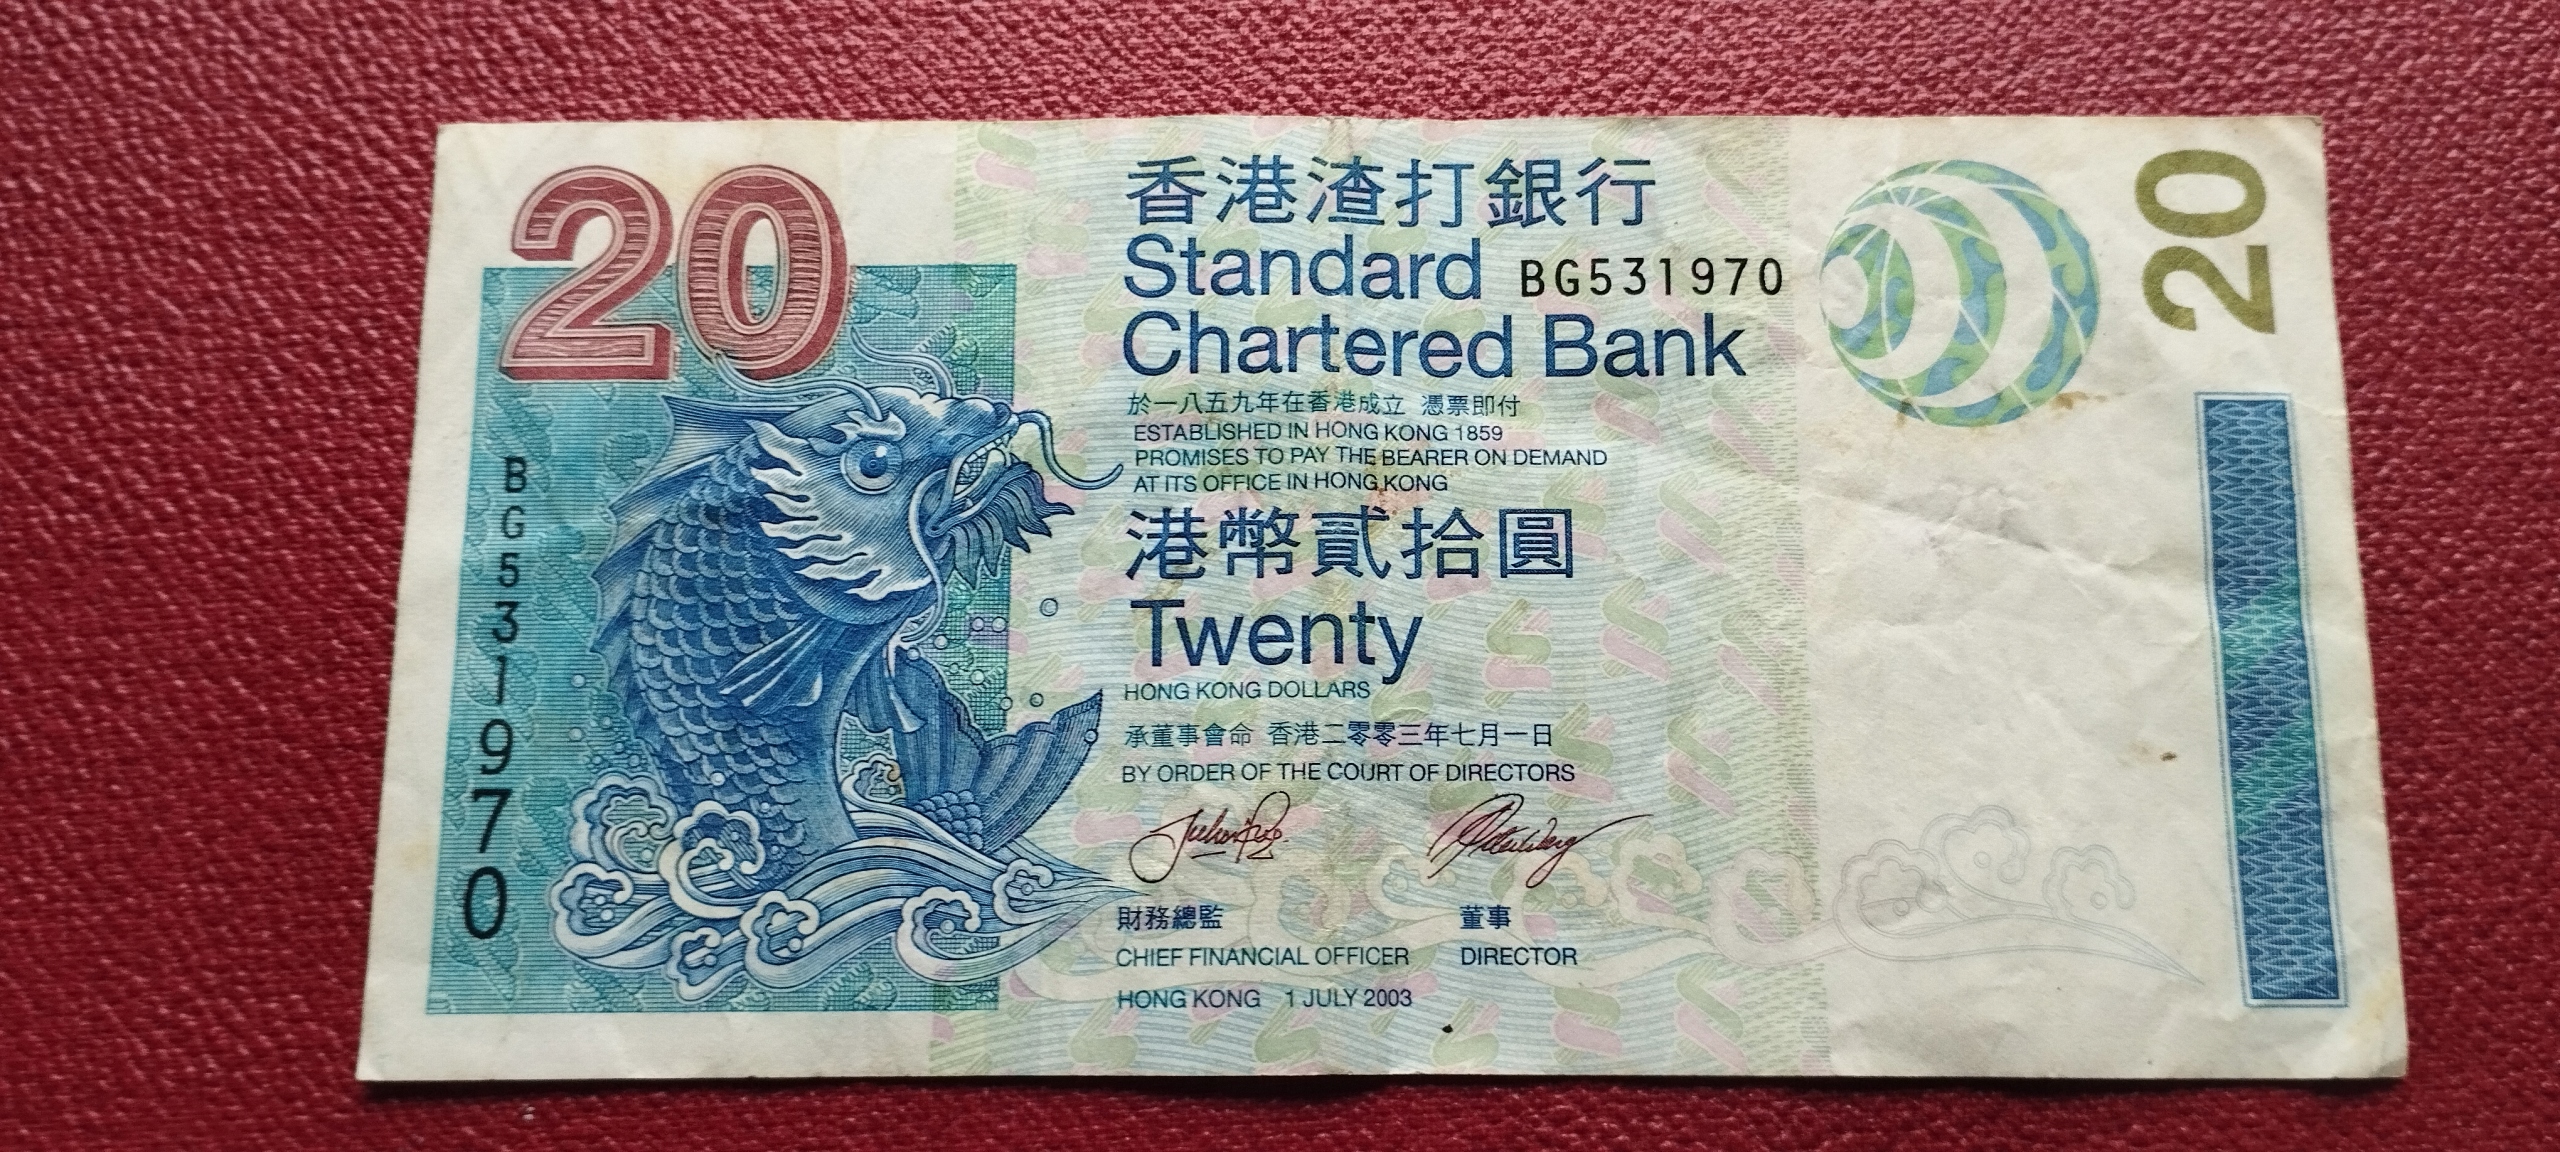 20
BG531970
香港渣打銀行
Standard
BG531970
Chartered Bank
於一八五九年在香港成立 憑票即付
ESTABLISHED IN HONG KONG 1859
PROMISES TO PAY THE BEARER ON DEMAND
AT ITS OFFICE IN HONG KONG
港幣貳拾圓
Twenty
HONG KONG DOLLARS
承董事會命 香港二零零三年七月一日
BY ORDER OF THE COURT OF DIRECTORS
財務總監 董事
CHIEF FINANCIAL OFFICER DIRECTOR
HONG KONG 1 JULY 2003
20